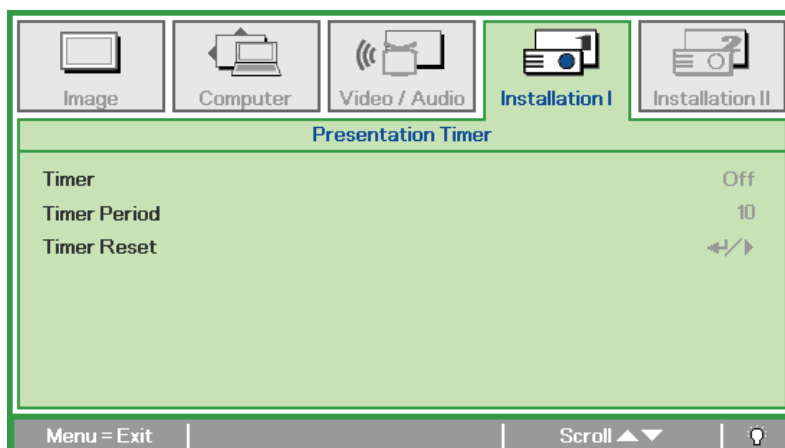 Image
Computer
Video / Audio
Installation I
Installation II
Presentation Timer
Timer Off
Timer Period 10
Timer Reset ↵/▶
Menu = Exit Scroll ▲▼